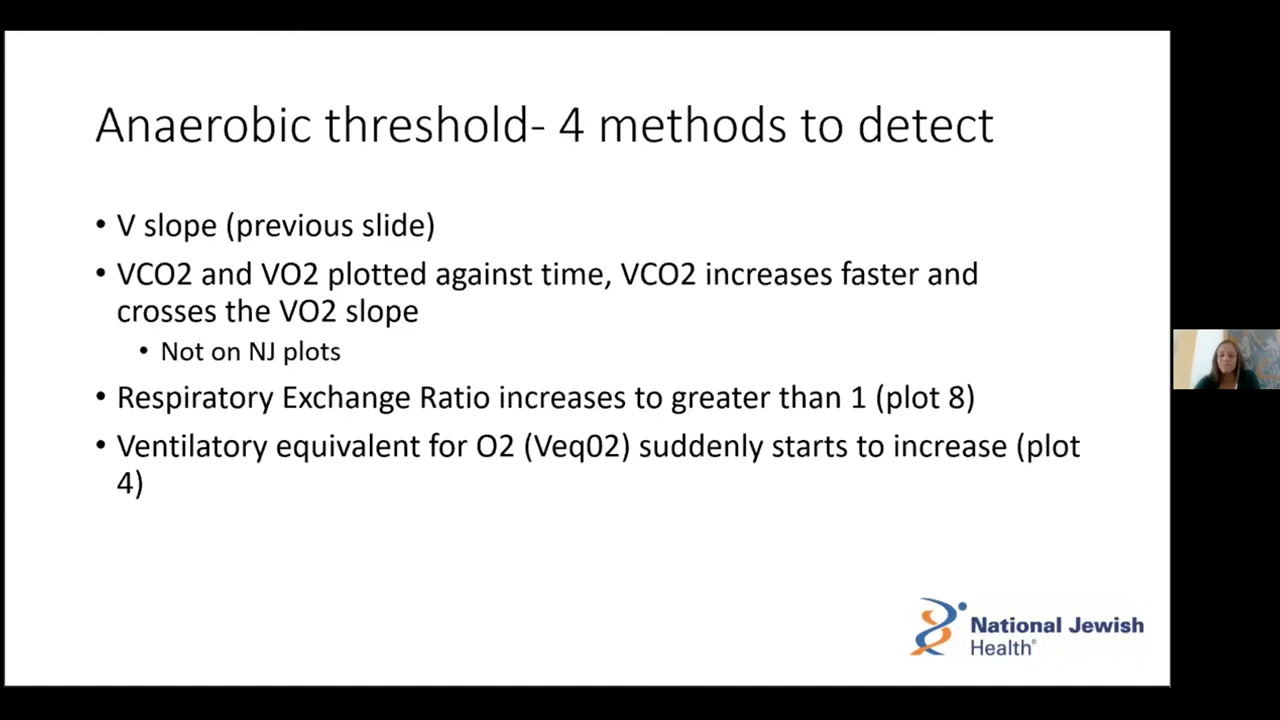 Anaerobic threshold- 4 methods to detect
• V slope (previous slide)
• VCO2 and VO2 plotted against time, VCO2 increases faster and
crosses the VO2 slope
• Not on NJ plots
• Respiratory Exchange Ratio increases to greater than 1 (plot 8)
• Ventilatory equivalent for O2 (Veq02) suddenly starts to increase (plot
4)
National Jewish
Health®